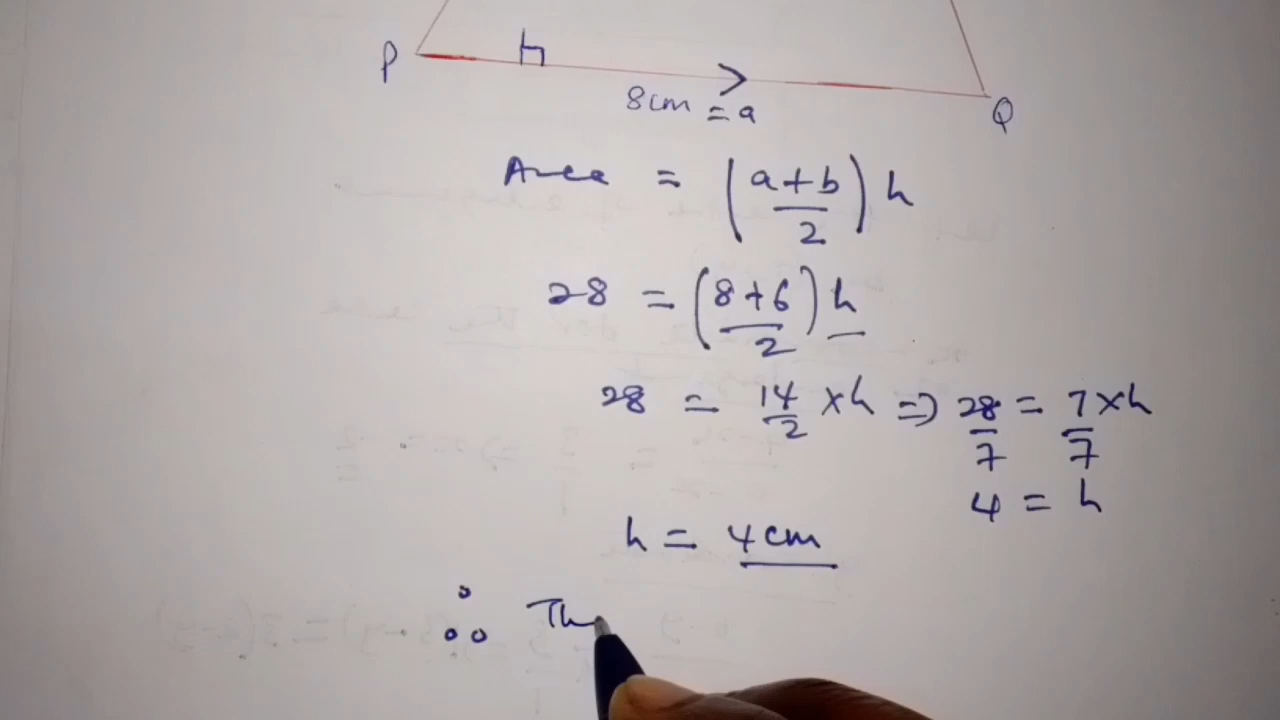 P
8cm = a
Q
Area = (a+b/2) h
28 = (8+6/2) h
28 = 14/2 × h ⇒ 28/7 = 7×h/7
4 = h
h = 4cm
∴ Th